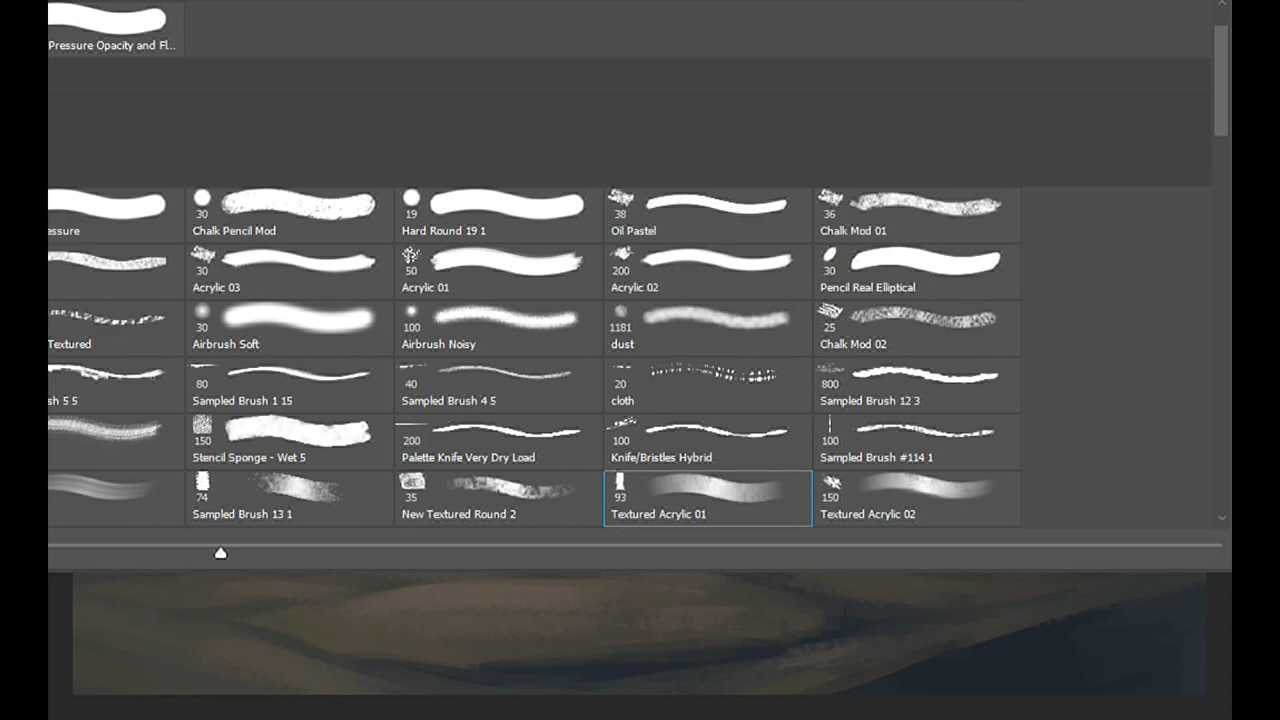 Pressure Opacity and Fl...
30 19 38 36
essure Chalk Pencil Mod Hard Round 19 1 Oil Pastel Chalk Mod 01
30 50 200 30
Acrylic 03 Acrylic 01 Acrylic 02 Pencil Real Elliptical
30 100 1181 25
Textured Airbrush Soft Airbrush Noisy dust Chalk Mod 02
80 40 20 800
sh 5 5 Sampled Brush 1 15 Sampled Brush 4 5 cloth Sampled Brush 12 3
150 200 100 100
Stencil Sponge - Wet 5 Palette Knife Very Dry Load Knife/Bristles Hybrid Sampled Brush #114 1
74 35 93 150
Sampled Brush 13 1 New Textured Round 2 Textured Acrylic 01 Textured Acrylic 02